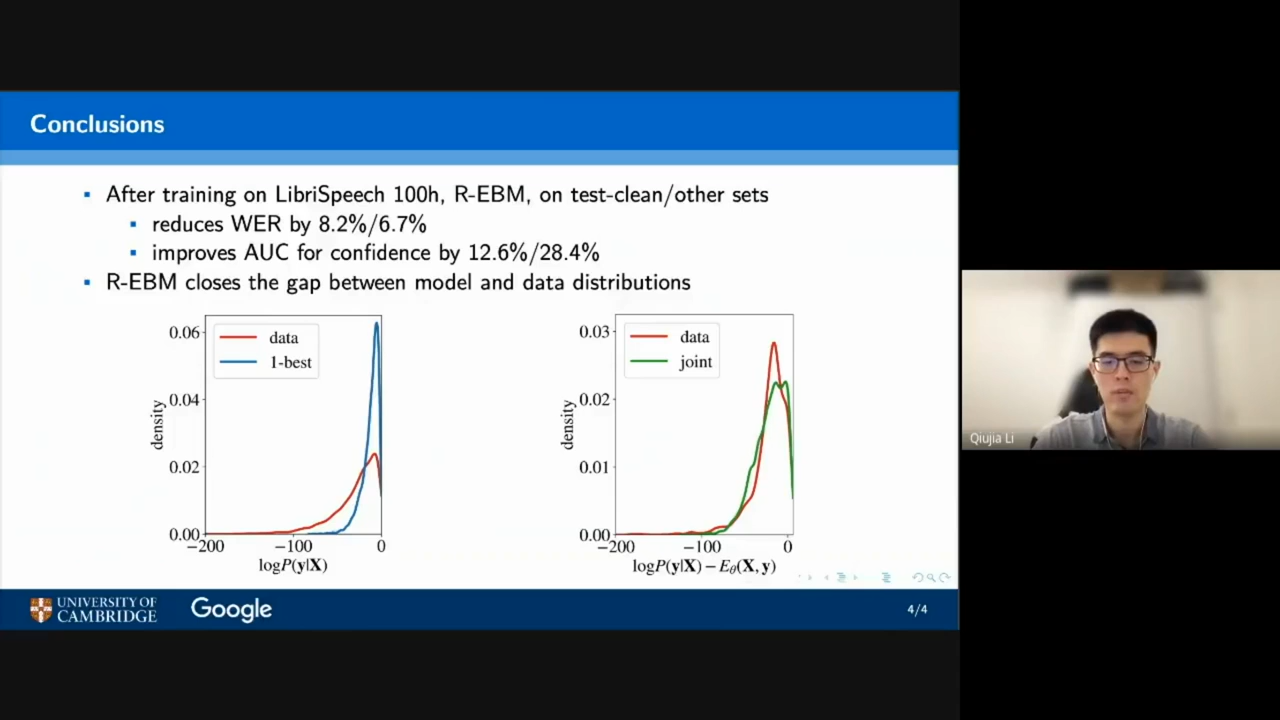 Conclusions
After training on LibriSpeech 100h, R-EBM, on test-clean/other sets
reduces WER by 8.2%/6.7%
improves AUC for confidence by 12.6%/28.4%
R-EBM closes the gap between model and data distributions
density
0.06
0.04
0.02
0.00
data
1-best
−200
−100
0
logP(y|X)
density
0.03
0.02
0.01
0.00
data
joint
−200
−100
0
logP(y|X) − Eθ(X, y)
UNIVERSITY OF
CAMBRIDGE
Google
4/4
Qiujia Li